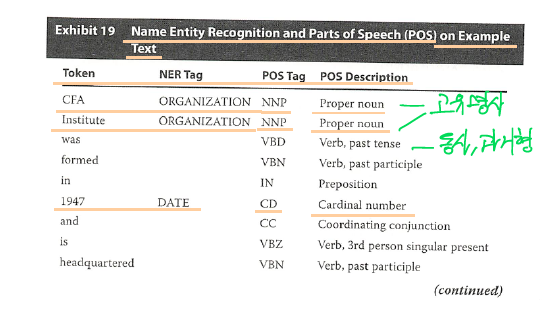 Exhibit 19 Name Entity Recognition and Parts of Speech (POS) on Example
Text
Token NER Tag POS Tag POS Description
CFA ORGANIZATION NNP Proper noun 고유명사
Institute ORGANIZATION NNP Proper noun
was VBD Verb, past tense 동사, 과거형
formed VBN Verb, past participle
in IN Preposition
1947 DATE CD Cardinal number
and CC Coordinating conjunction
is VBZ Verb, 3rd person singular present
headquartered VBN Verb, past participle
(continued)